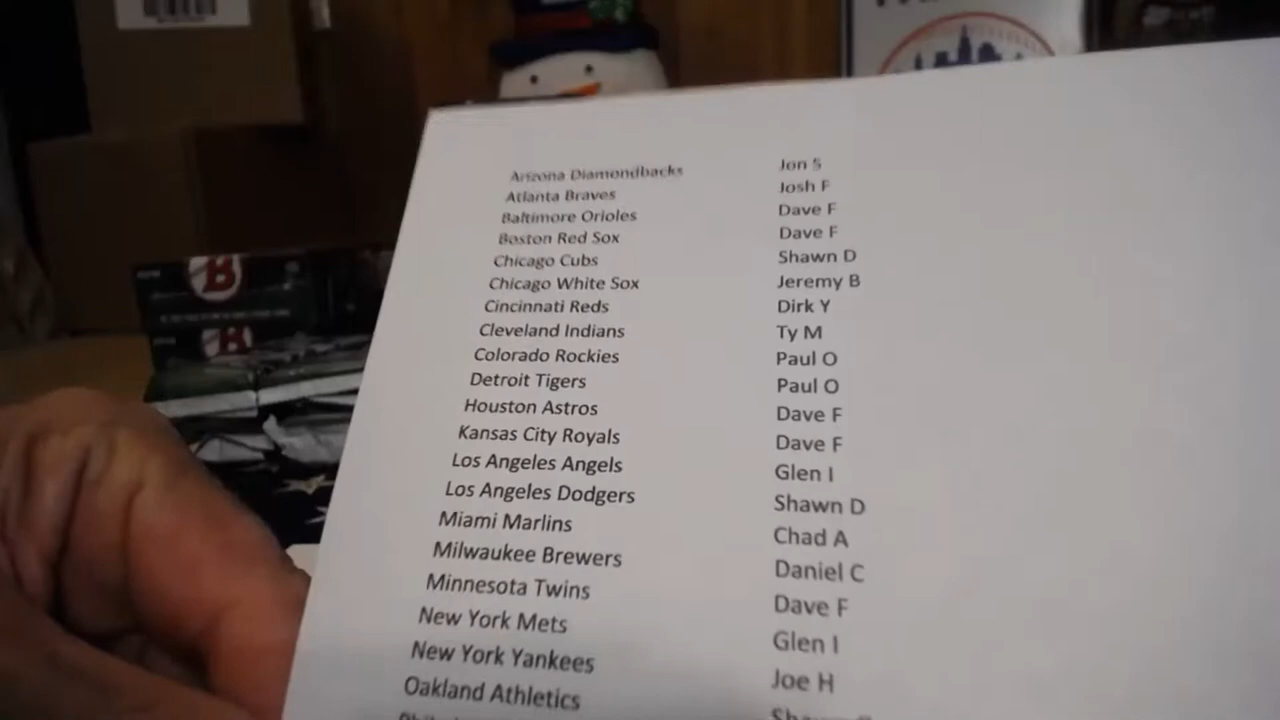 Arizona Diamondbacks Jon S
Atlanta Braves Josh F
Baltimore Orioles Dave F
Boston Red Sox Dave F
Chicago Cubs Shawn D
Chicago White Sox Jeremy B
Cincinnati Reds Dirk Y
Cleveland Indians Ty M
Colorado Rockies Paul O
Detroit Tigers Paul O
Houston Astros Dave F
Kansas City Royals Dave F
Los Angeles Angels Glen I
Los Angeles Dodgers Shawn D
Miami Marlins Chad A
Milwaukee Brewers Daniel C
Minnesota Twins Dave F
New York Mets Glen I
New York Yankees Joe H
Oakland Athletics
B
B